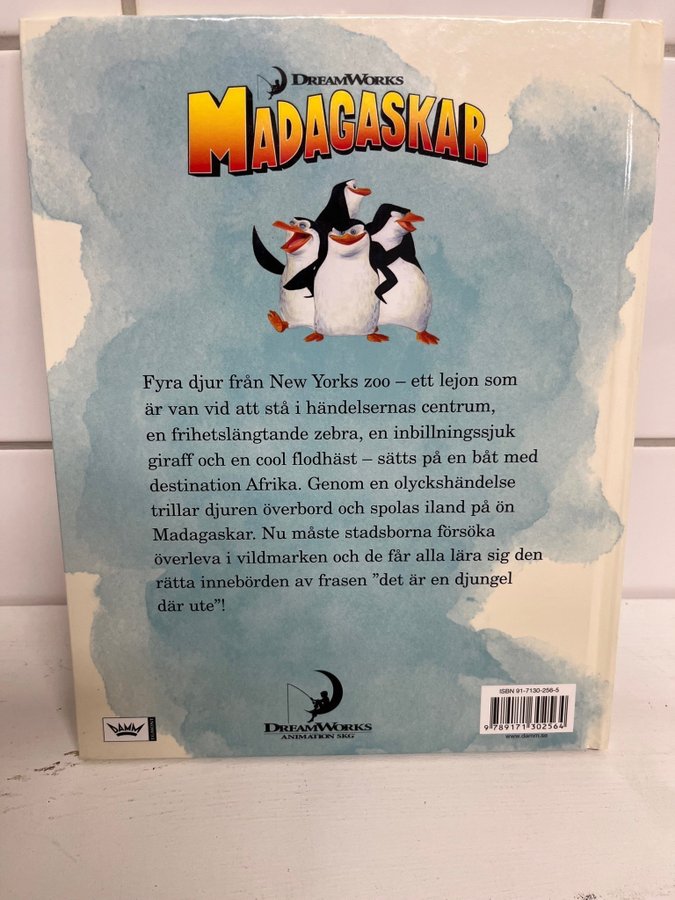 DREAMWORKS
MADAGASKAR
Fyra djur från New Yorks zoo – ett lejon som
är van vid att stå i händelsernas centrum,
en frihetslängtande zebra, en inbillningssjuk
giraff och en cool flodhäst – sätts på en båt med
destination Afrika. Genom en olyckshändelse
trillar djuren överbord och spolas iland på ön
Madagaskar. Nu måste stadsborna försöka
överleva i vildmarken och de får alla lära sig den
rätta innebörden av frasen ”det är en djungel
där ute”!
DAMM
DREAMWORKS
ANIMATION SKG
ISBN 91-7130-256-5
9 789171 302564
www.damm.se